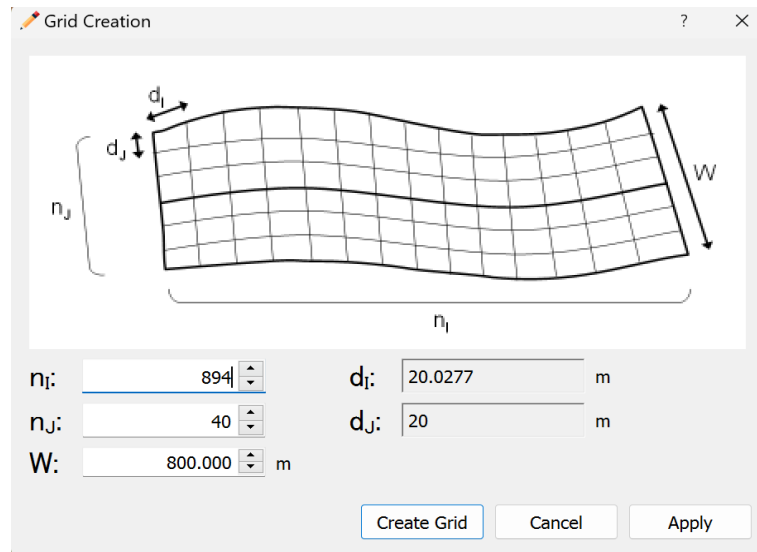 Grid Creation ? ×
dI
dJ
nJ
W
nI
nI: 894 dI: 20.0277 m
nJ: 40 dJ: 20 m
W: 800.000 m
Create Grid Cancel Apply